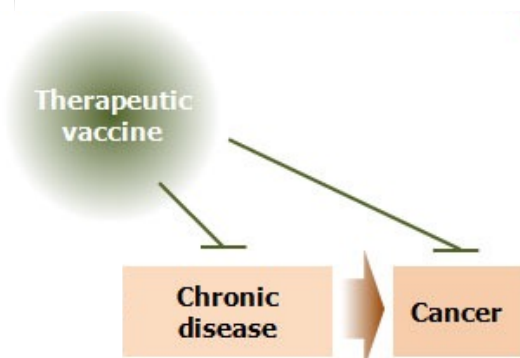 Therapeutic
vaccine
Chronic
disease
Cancer